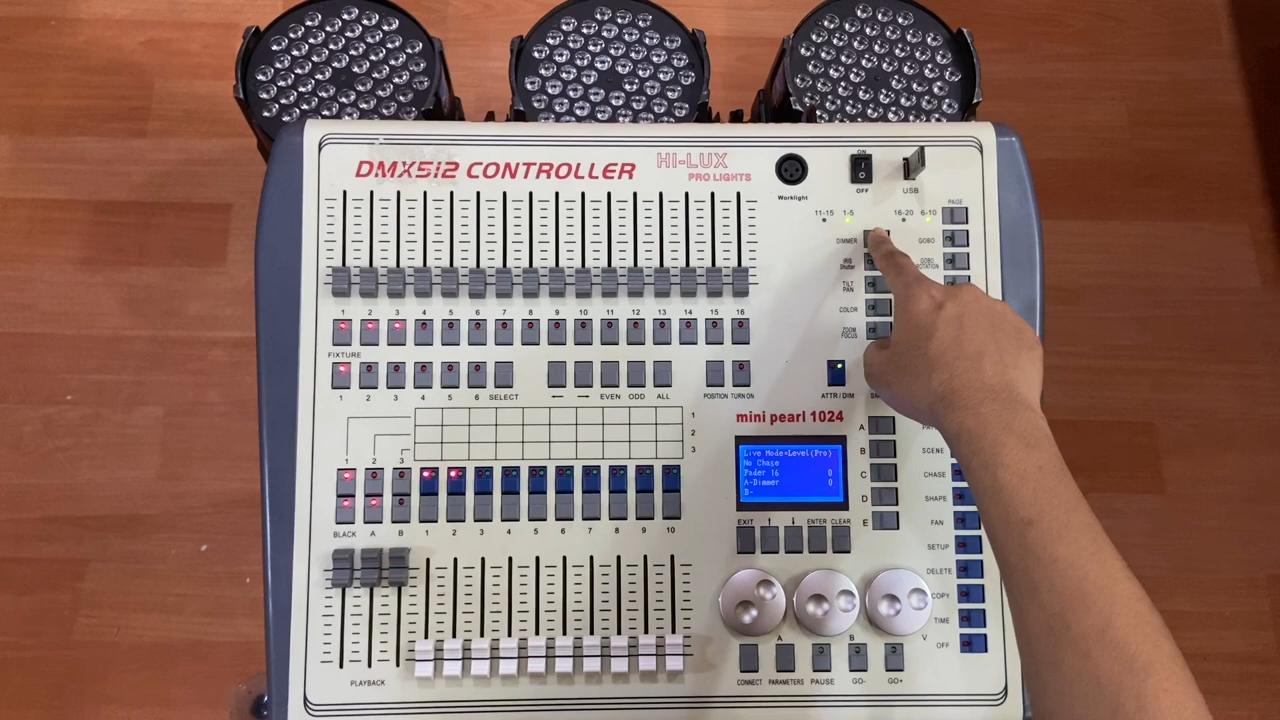 DMX512 CONTROLLER
HI-LUX
PRO LIGHTS
Worklight
ON
OFF
USB
PAGE
11-15 1-5 16-20 6-10
DIMMER
GOBO
IRIS
Shutter
GOBO
ROTATION
TILT
PAN
COLOR
ZOOM
FOCUS
1 2 3 4 5 6 7 8 9 10 11 12 13 14 15 16
FIXTURE
1 2 3 4 5 6 SELECT ← → EVEN ODD ALL POSITION TURN ON
ATTR / DIM
mini pearl 1024
1
2
3
1 2 3
Live Mode=Level(Pro)
No Chase
Fader 16 0
A-Dimmer 0
B-
A
B
C
D
E
SCENE
CHASE
SHAPE
FAN
SETUP
DELETE
COPY
TIME
V
OFF
EXIT ↑ ↓ ENTER CLEAR
BLACK A B 1 2 3 4 5 6 7 8 9 10
A B
CONNECT PARAMETERS PAUSE GO- GO+
PLAYBACK